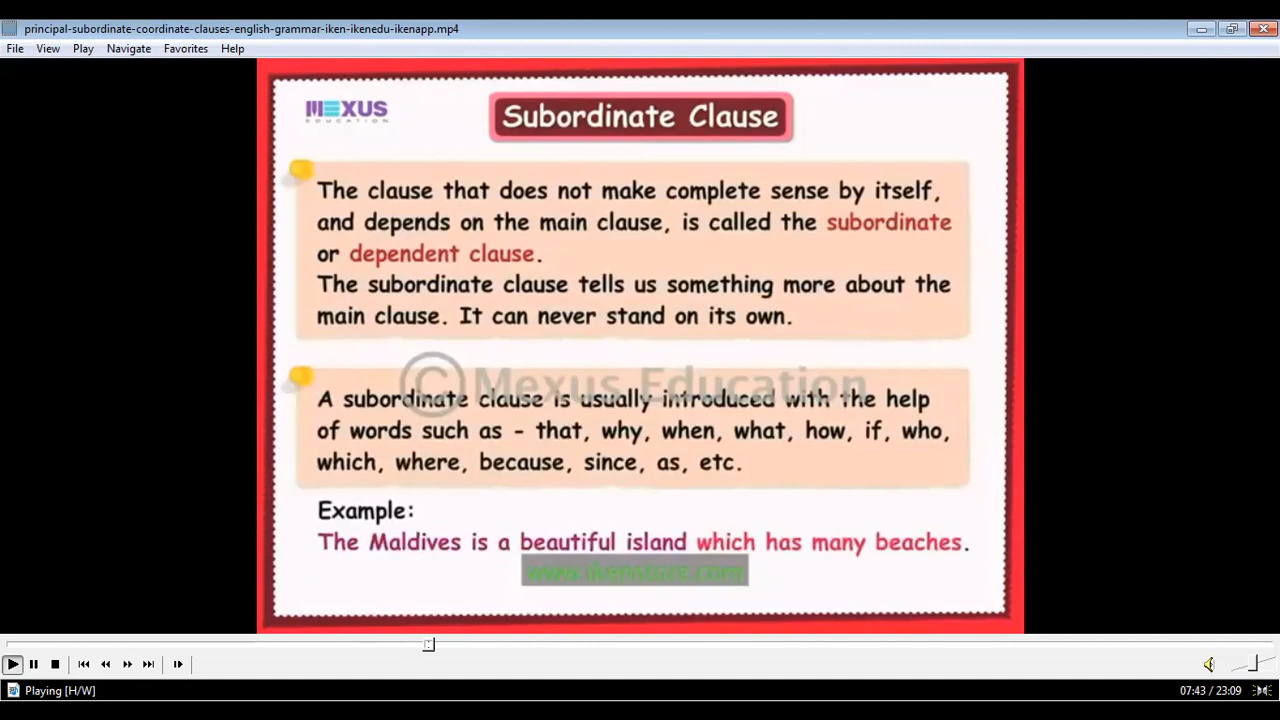 principal-subordinate-coordinate-clauses-english-grammar-iken-ikenedu-ikenapp.mp4
File View Play Navigate Favorites Help
MEXUS
EDUCATION
Subordinate Clause
The clause that does not make complete sense by itself,
and depends on the main clause, is called the subordinate
or dependent clause.
The subordinate clause tells us something more about the
main clause. It can never stand on its own.
© Mexus Education
A subordinate clause is usually introduced with the help
of words such as - that, why, when, what, how, if, who,
which, where, because, since, as, etc.
Example:
The Maldives is a beautiful island which has many beaches.
www.ikenstore.com
Playing [H/W]
07:43 / 23:09